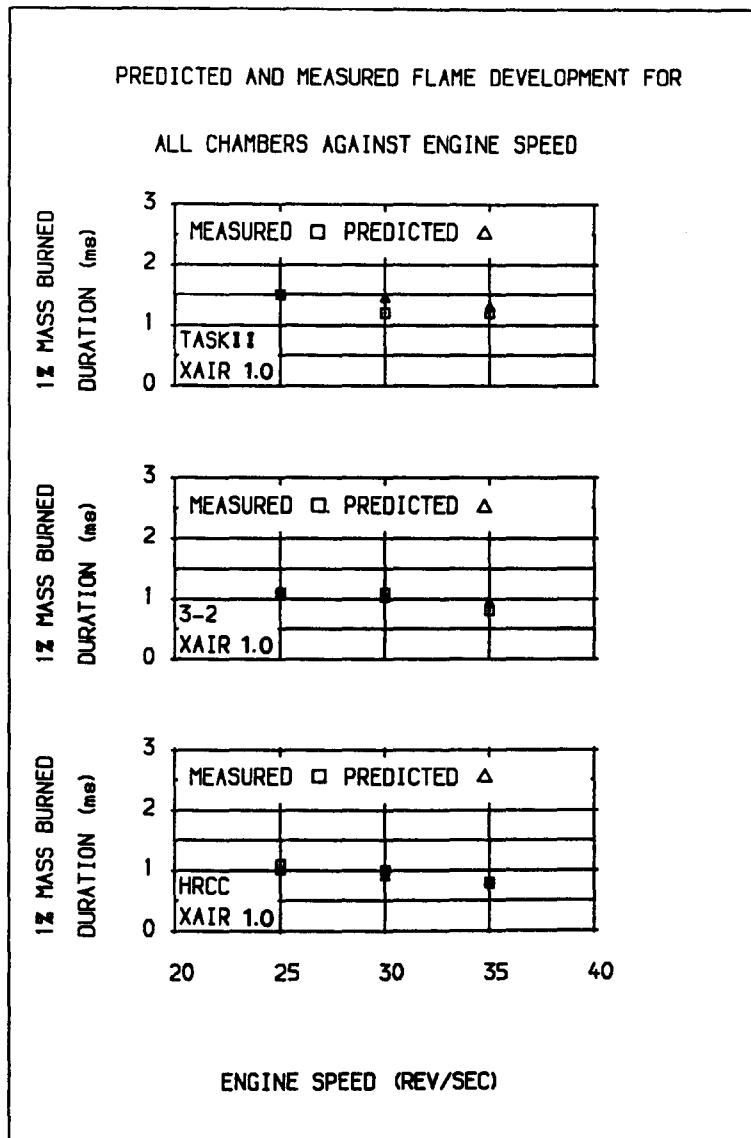 PREDICTED AND MEASURED FLAME DEVELOPMENT FOR
ALL CHAMBERS AGAINST ENGINE SPEED
1% MASS BURNED
DURATION (ms)
3
2
1
0
MEASURED □ PREDICTED △
TASKII
XAIR 1.0
1% MASS BURNED
DURATION (ms)
3
2
1
0
MEASURED □ PREDICTED △
3-2
XAIR 1.0
1% MASS BURNED
DURATION (ms)
3
2
1
0
MEASURED □ PREDICTED △
HRCC
XAIR 1.0
20 25 30 35 40
ENGINE SPEED (REV/SEC)